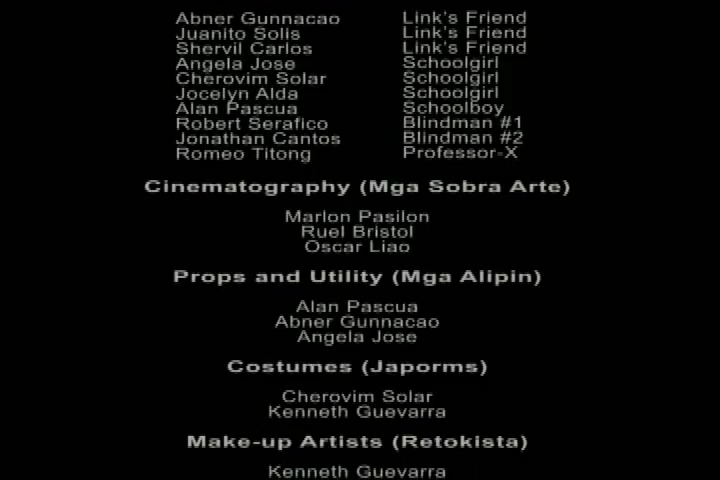 Abner Gunnacao Link's Friend
Juanito Solis Link's Friend
Shervil Carlos Link's Friend
Angela Jose Schoolgirl
Cherovim Solar Schoolgirl
Jocelyn Alda Schoolgirl
Alan Pascua Schoolboy
Robert Serafico Blindman #1
Jonathan Cantos Blindman #2
Romeo Titong Professor-X
Cinematography (Mga Sobra Arte)
Marlon Pasilon
Ruel Bristol
Oscar Liao
Props and Utility (Mga Alipin)
Alan Pascua
Abner Gunnacao
Angela Jose
Costumes (Japorms)
Cherovim Solar
Kenneth Guevarra
Make-up Artists (Retokista)
Kenneth Guevarra